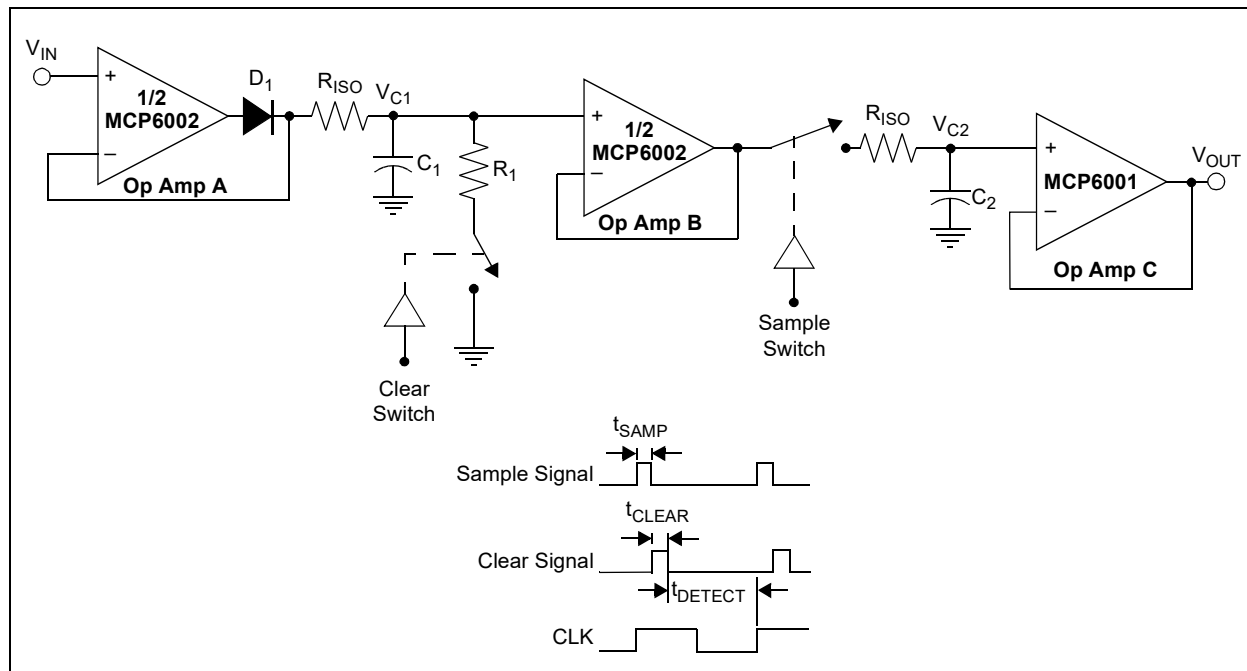 V_IN
+
1/2
MCP6002
−
Op Amp A
D_1
R_ISO
V_C1
C_1
R_1
Clear
Switch
+
1/2
MCP6002
−
Op Amp B
Sample
Switch
R_ISO
V_C2
C_2
+
MCP6001
−
Op Amp C
V_OUT
t_SAMP
Sample Signal
t_CLEAR
Clear Signal
t_DETECT
CLK